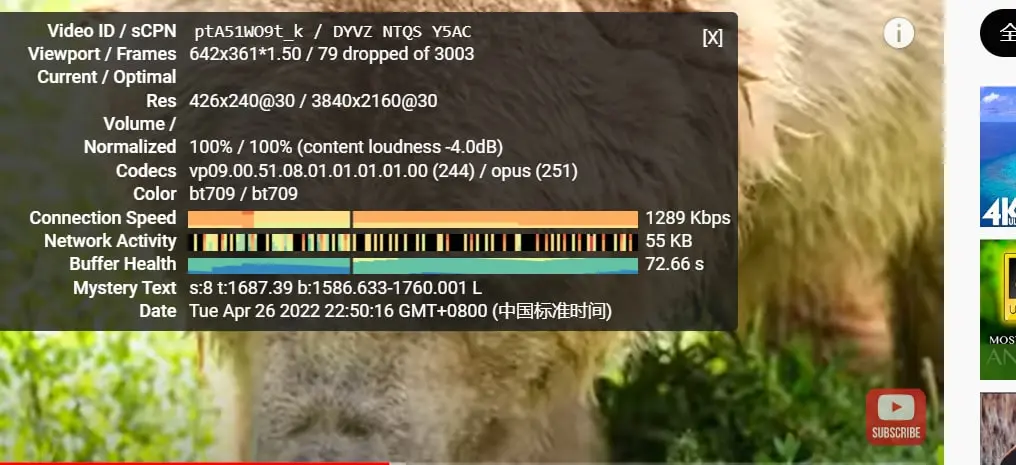 Video ID / sCPN ptA51WO9t_k / DYVZ NTQS Y5AC
[X]
Viewport / Frames 642x361*1.50 / 79 dropped of 3003
Current / Optimal
Res 426x240@30 / 3840x2160@30
Volume /
Normalized 100% / 100% (content loudness -4.0dB)
Codecs vp09.00.51.08.01.01.01.01.00 (244) / opus (251)
Color bt709 / bt709
Connection Speed 1289 Kbps
Network Activity 55 KB
Buffer Health 72.66 s
Mystery Text s:8 t:1687.39 b:1586.633-1760.001 L
Date Tue Apr 26 2022 22:50:16 GMT+0800 (中国标准时间)
SUBSCRIBE
全
4K
MOS
AN